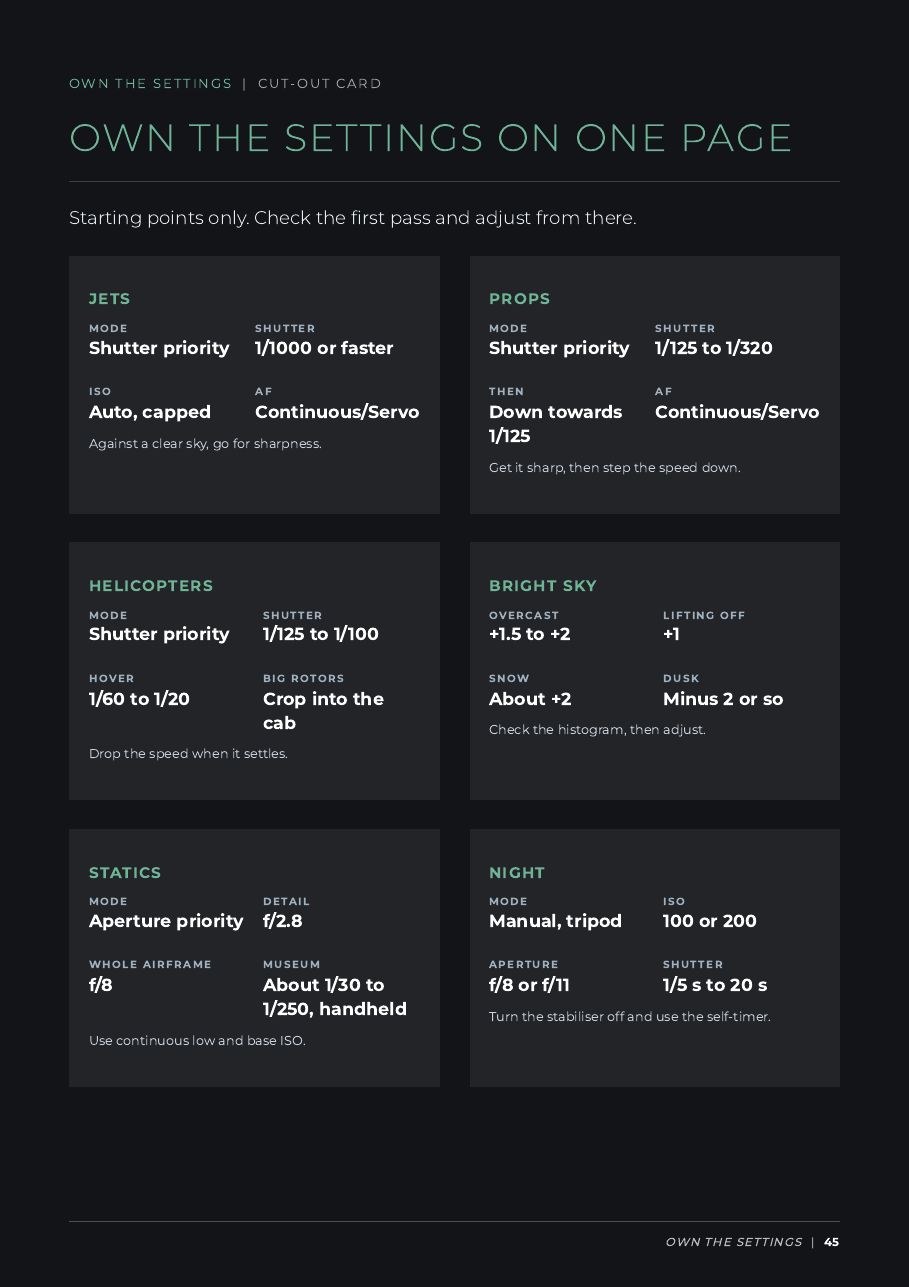 OWN THE SETTINGS | CUT-OUT CARD
OWN THE SETTINGS ON ONE PAGE
Starting points only. Check the first pass and adjust from there.
JETS
MODE
Shutter priority
SHUTTER
1/1000 or faster
ISO
Auto, capped
AF
Continuous/Servo
Against a clear sky, go for sharpness.
PROPS
MODE
Shutter priority
SHUTTER
1/125 to 1/320
THEN
Down towards
1/125
AF
Continuous/Servo
Get it sharp, then step the speed down.
HELICOPTERS
MODE
Shutter priority
SHUTTER
1/125 to 1/100
HOVER
1/60 to 1/20
BIG ROTORS
Crop into the
cab
Drop the speed when it settles.
BRIGHT SKY
OVERCAST
+1.5 to +2
LIFTING OFF
+1
SNOW
About +2
DUSK
Minus 2 or so
Check the histogram, then adjust.
STATICS
MODE
Aperture priority
DETAIL
f/2.8
WHOLE AIRFRAME
f/8
MUSEUM
About 1/30 to
1/250, handheld
Use continuous low and base ISO.
NIGHT
MODE
Manual, tripod
ISO
100 or 200
APERTURE
f/8 or f/11
SHUTTER
1/5 s to 20 s
Turn the stabiliser off and use the self-timer.
OWN THE SETTINGS | 45